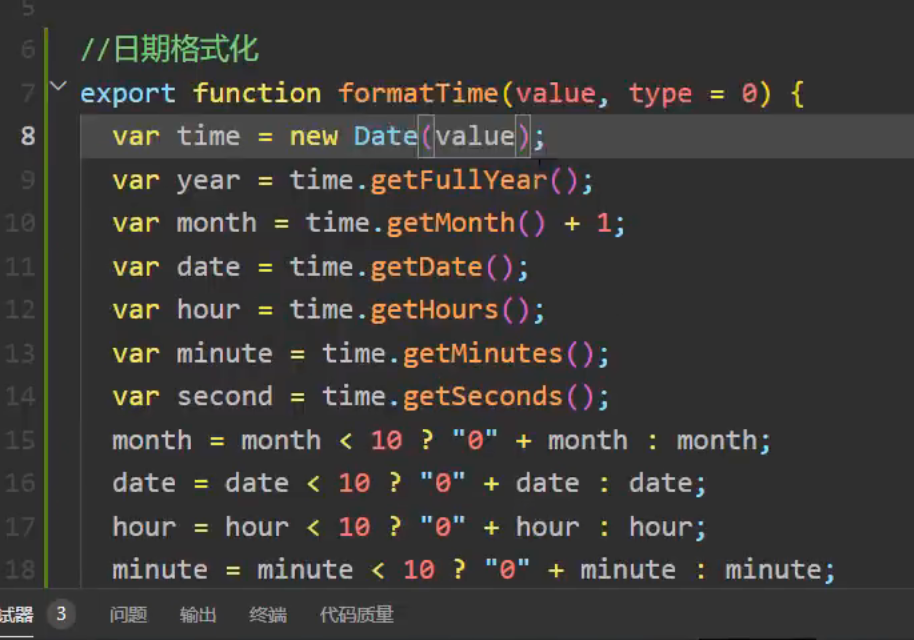 5
6 //日期格式化
7 export function formatTime(value, type = 0) {
8 var time = new Date(value);
9 var year = time.getFullYear();
10 var month = time.getMonth() + 1;
11 var date = time.getDate();
12 var hour = time.getHours();
13 var minute = time.getMinutes();
14 var second = time.getSeconds();
15 month = month < 10 ? "0" + month : month;
16 date = date < 10 ? "0" + date : date;
17 hour = hour < 10 ? "0" + hour : hour;
18 minute = minute < 10 ? "0" + minute : minute;
试器 3 问题 输出 终端 代码质量